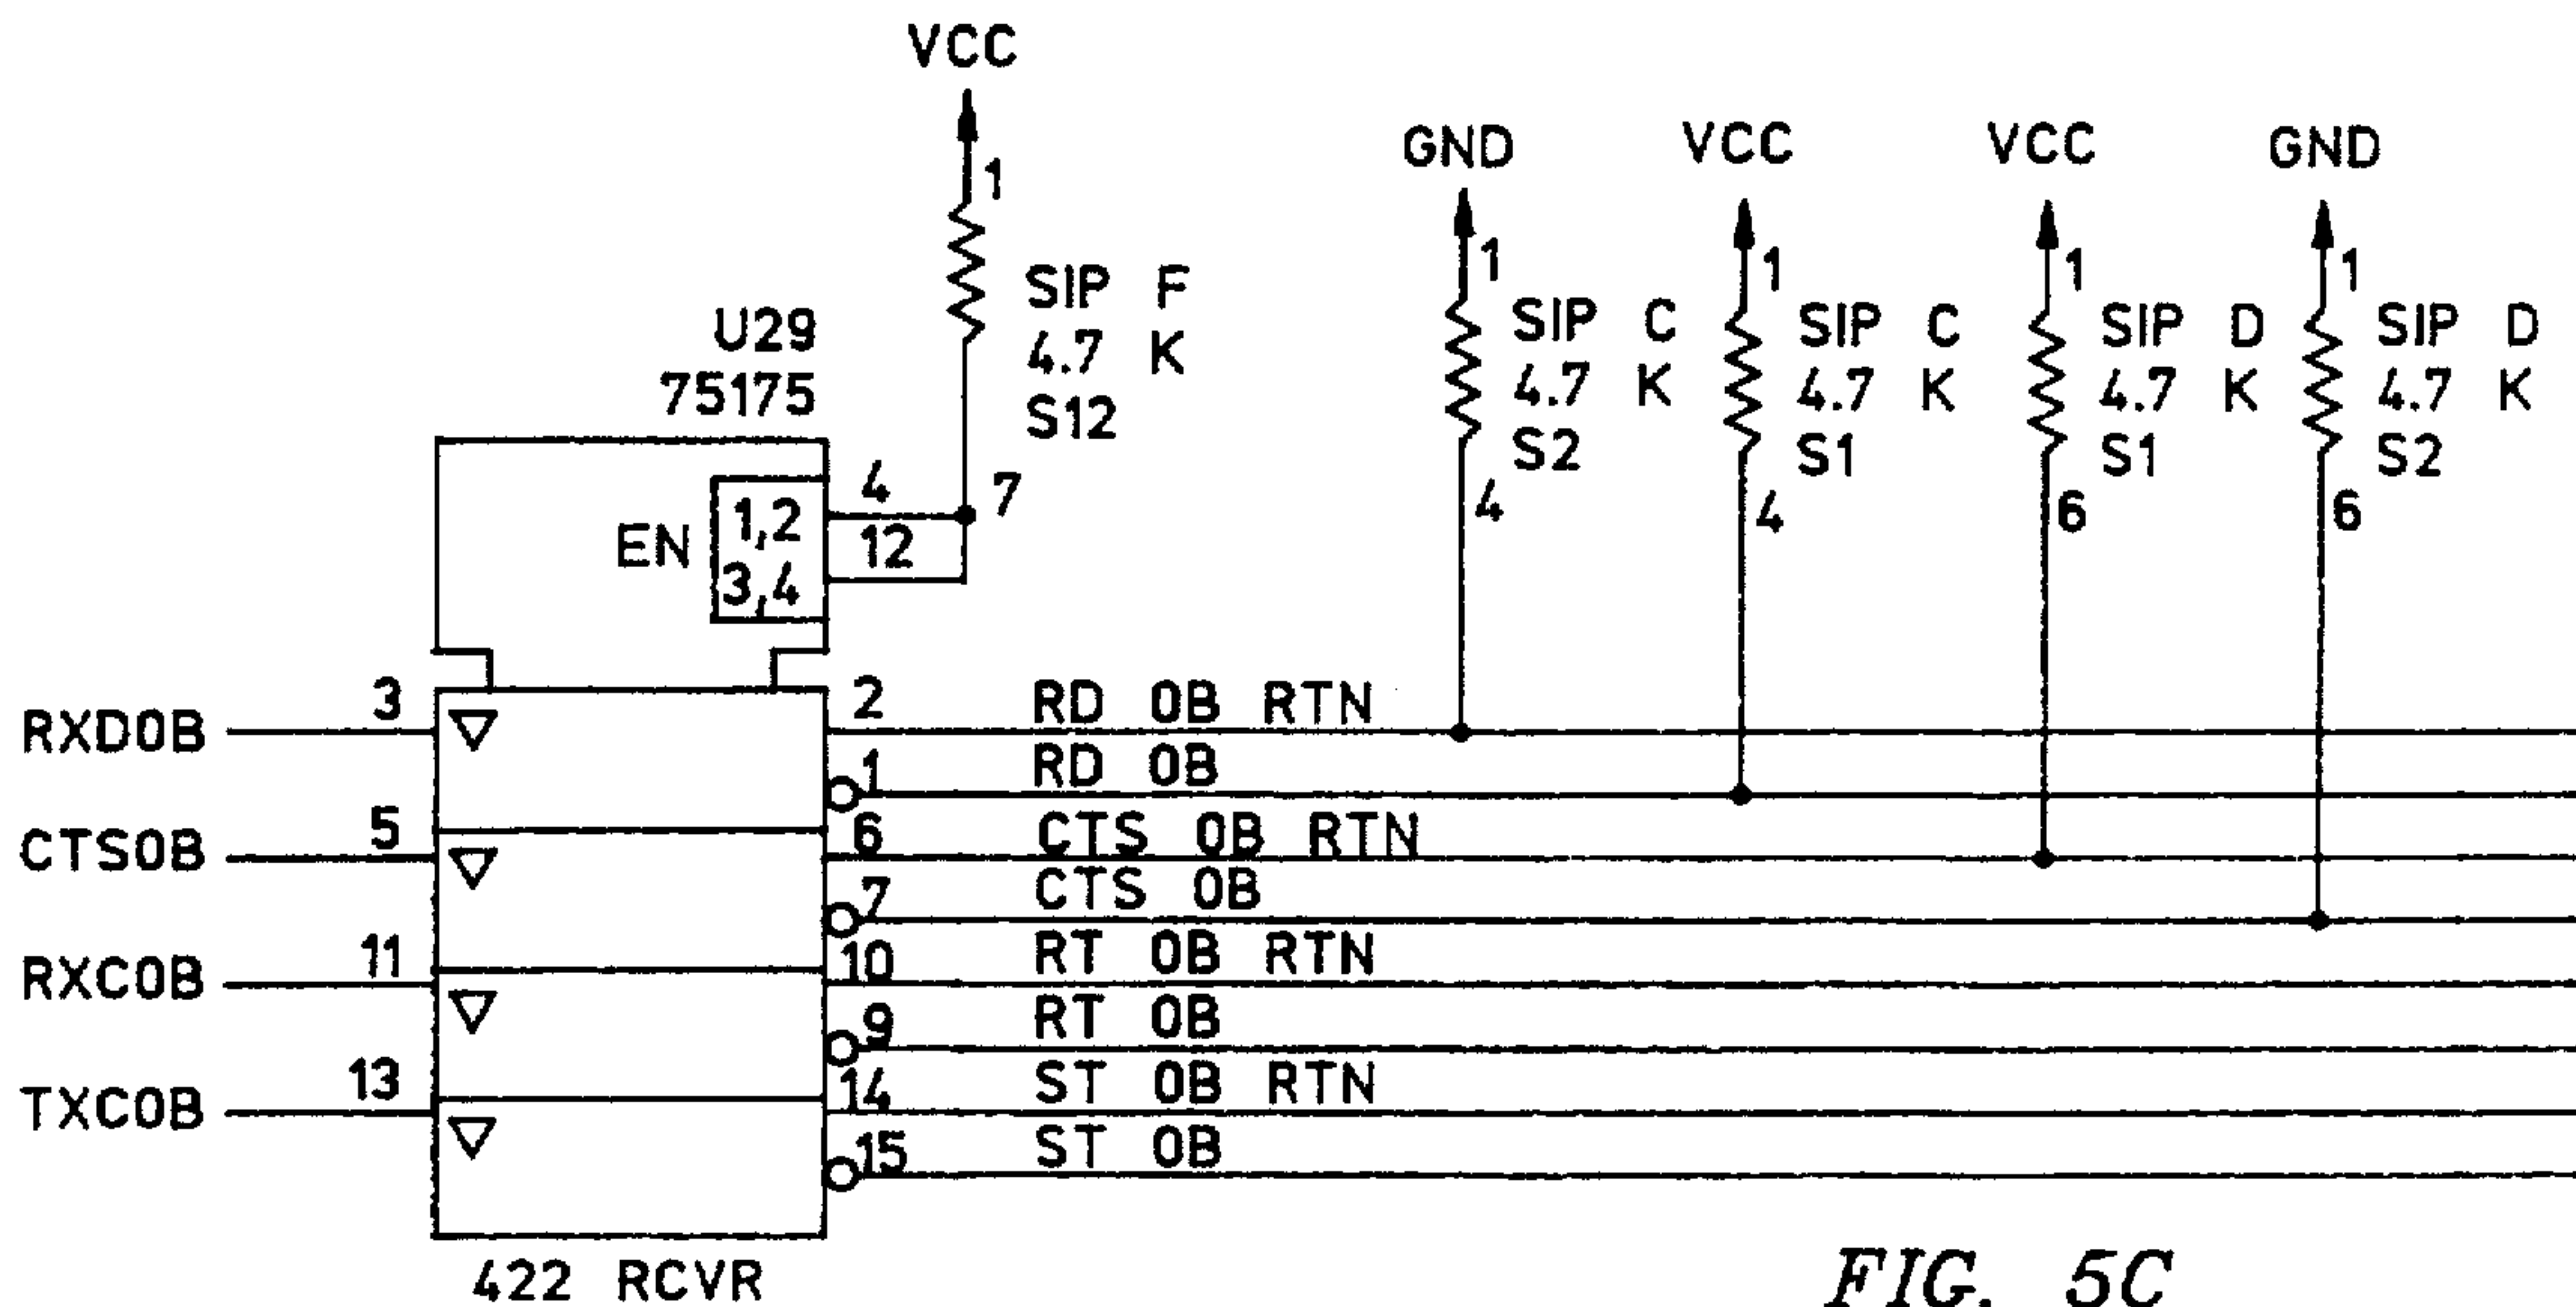 VCC
1
SIP F
4.7 K
S12
7
GND
1
SIP C
4.7 K
S2
4
VCC
1
SIP C
4.7 K
S1
4
VCC
1
SIP D
4.7 K
S1
6
GND
1
SIP D
4.7 K
S2
6
U29
75175
EN
1,2
3,4
4
12
RXD0B 3
2 RD 0B RTN
1 RD 0B
CTS0B 5
6 CTS 0B RTN
7 CTS 0B
RXC0B 11
10 RT 0B RTN
9 RT 0B
TXC0B 13
14 ST 0B RTN
15 ST 0B
422 RCVR
FIG. 5C